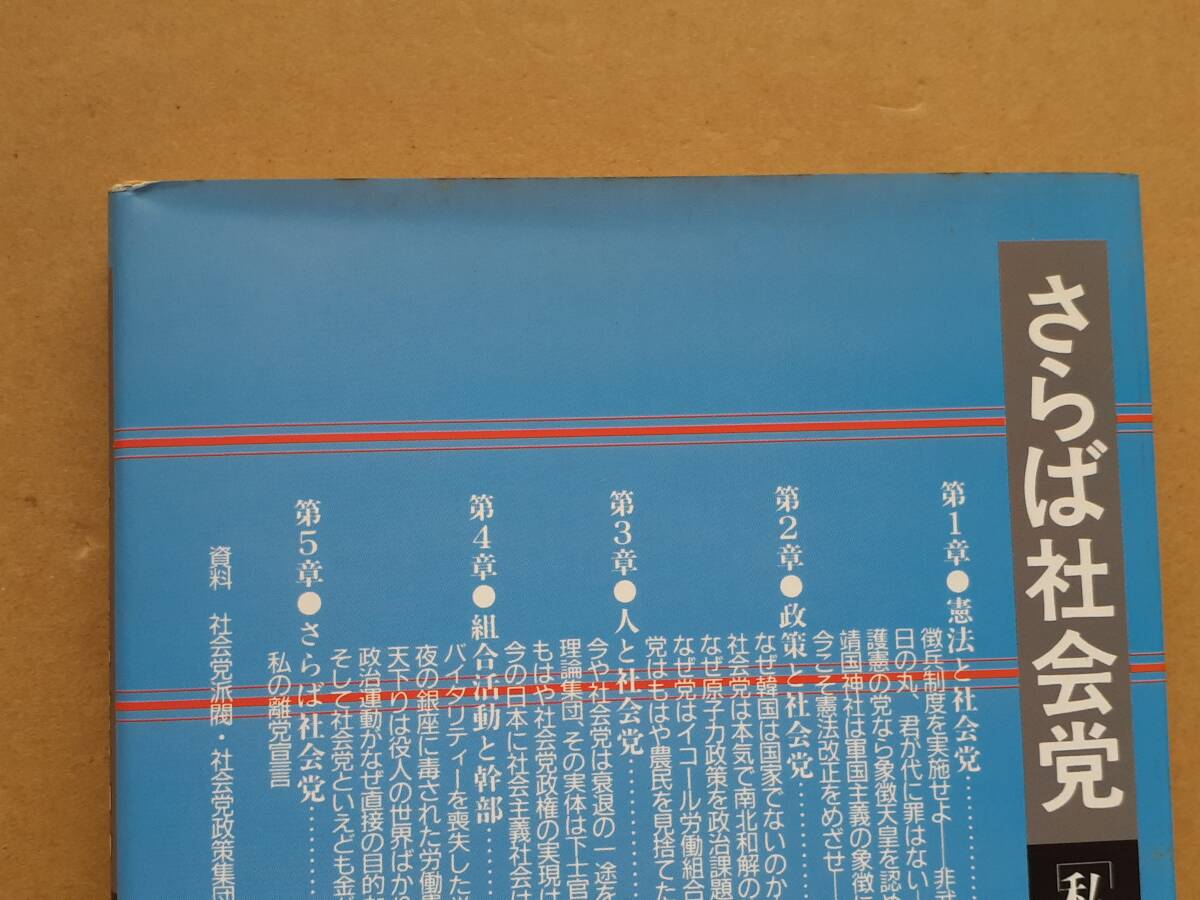 さらば社会党
「私
第1章●憲法と社会党………
徴兵制度を実施せよ――非武
日の丸、君が代に罪はない―
護憲の党なら象徴天皇を認め
靖国神社は軍国主義の象徴に
今こそ憲法改正をめざせ―
第2章●政策と社会党………
なぜ韓国は国家でないのか
社会党は本気で南北和解の
なぜ原子力政策を政治課題
なぜ党はイコール労働組合
党はもはや農民を見捨てた
第3章●人と社会党………
今や社会党は衰退の一途を
理論集団、その実体は下士官
もはや社会党政権の実現は
今の日本に社会主義社会は
第4章●組合活動と幹部……
バイタリティーを喪失した
夜の銀座に毒された労働
天下りは役人の世界ばか
政治運動がなぜ直接の目的
そして社会党といえども金
第5章●さらば社会党……
私の離党宣言
資料 社会党派閥・社会党政策集団